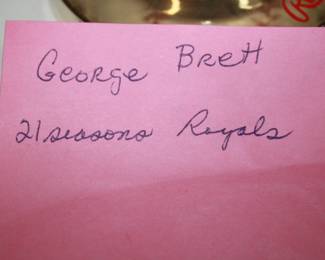 George Brett
21 seasons Royals